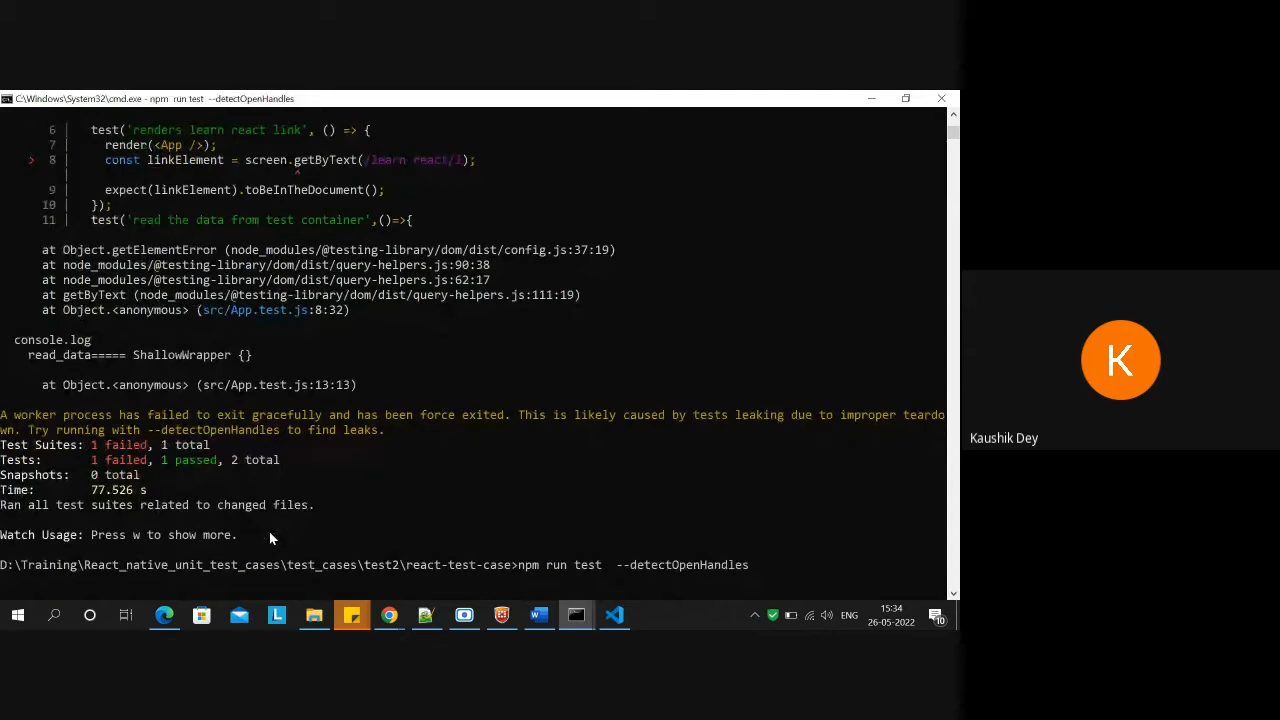 C:\Windows\System32\cmd.exe - npm  run test  --detectOpenHandles
6 |   test('renders learn react link', () => {
7 |     render(<App />);
> 8 |     const linkElement = screen.getByText(/learn react/i);
|                                ^
9 |     expect(linkElement).toBeInTheDocument();
10 |   });
11 |   test('read the data from test container',()=>{
at Object.getElementError (node_modules/@testing-library/dom/dist/config.js:37:19)
at node_modules/@testing-library/dom/dist/query-helpers.js:90:38
at node_modules/@testing-library/dom/dist/query-helpers.js:62:17
at getByText (node_modules/@testing-library/dom/dist/query-helpers.js:111:19)
at Object.<anonymous> (src/App.test.js:8:32)
console.log
read_data===== ShallowWrapper {}
at Object.<anonymous> (src/App.test.js:13:13)
A worker process has failed to exit gracefully and has been force exited. This is likely caused by tests leaking due to improper teardo
wn. Try running with --detectOpenHandles to find leaks.
Test Suites: 1 failed, 1 total
Tests:       1 failed, 1 passed, 2 total
Snapshots:   0 total
Time:        77.526 s
Ran all test suites related to changed files.
Watch Usage: Press w to show more.
D:\Training\React_native_unit_test_cases\test_cases\test2\react-test-case>npm run test  --detectOpenHandles
K
Kaushik Dey
L
W
ENG
15:34
26-05-2022
10